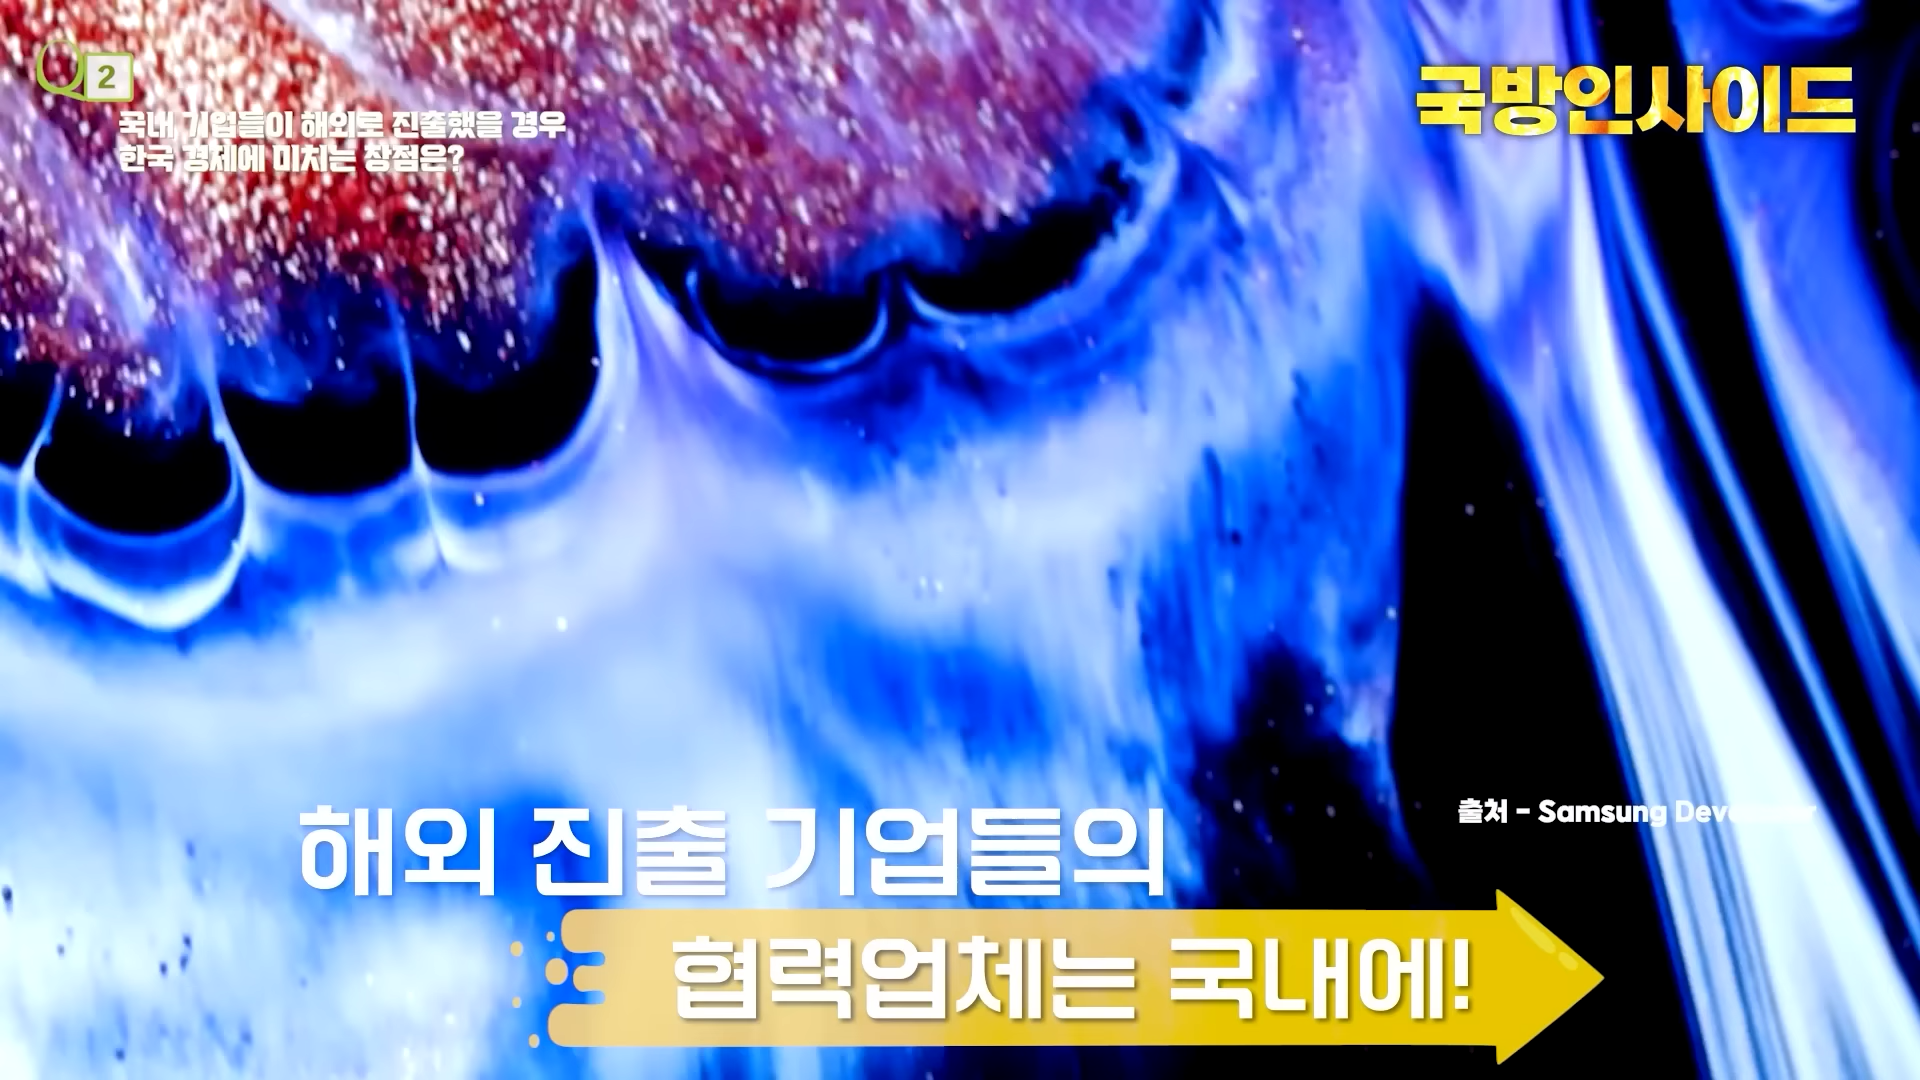 Q2
국방인사이드
국내 기업들이 해외로 진출했을 경우
한국 경제에 미치는 장점은?
출처 - Samsung Developer
해외 진출 기업들의
협력업체는 국내에!